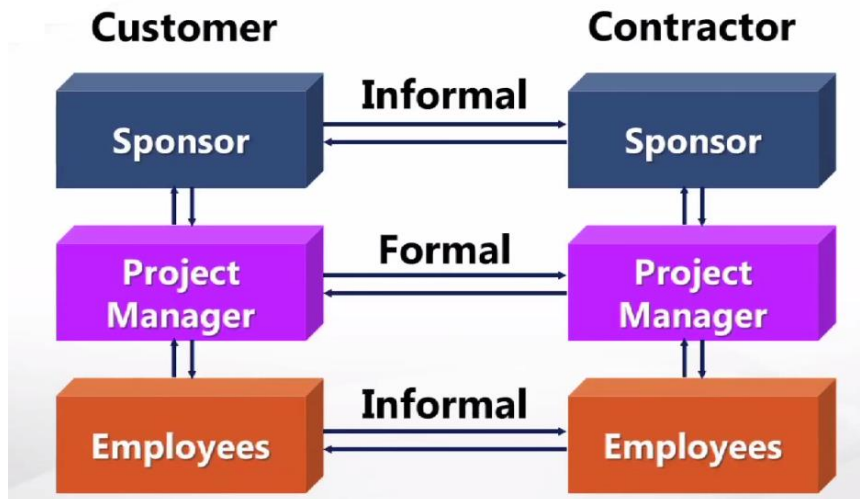 Customer
Contractor
Informal
Sponsor
Sponsor
Formal
Project
Manager
Project
Manager
Informal
Employees
Employees